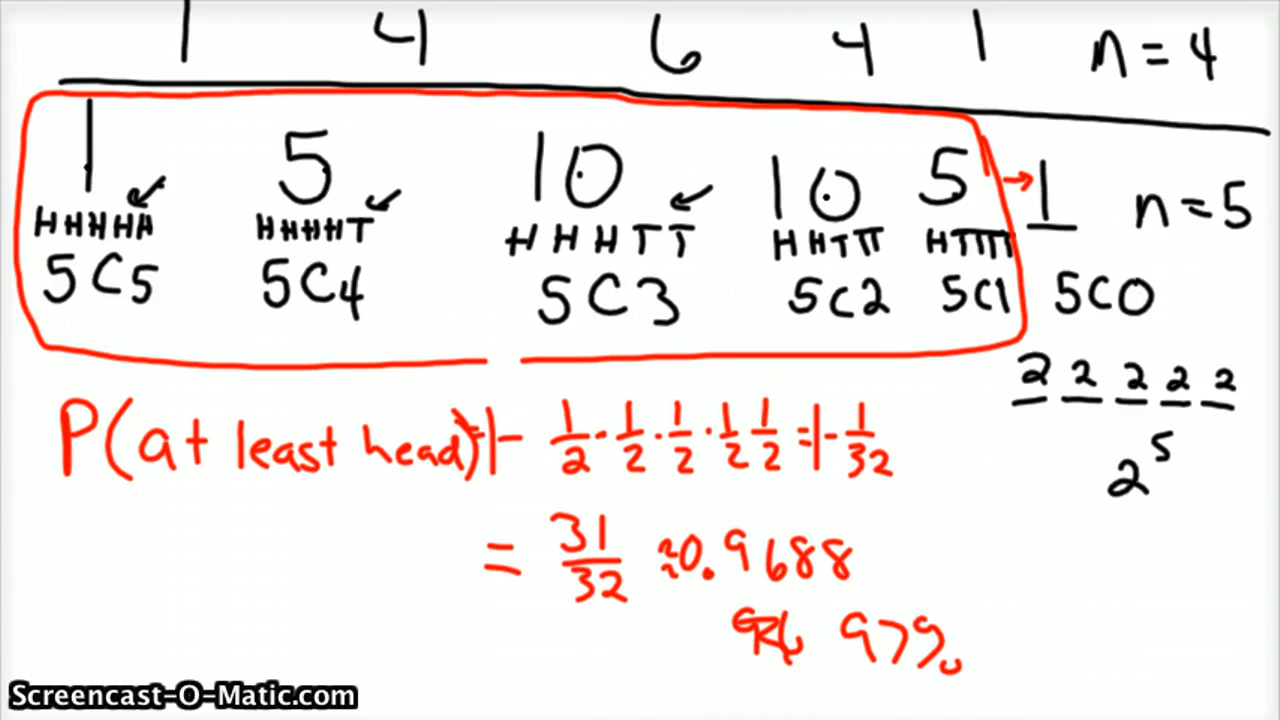 1 4 6 4 1 n = 4
1 5 10 10 5 → 1 n = 5
HHHHH HHHHT HHHTT HHTTT HTTTT
5C5 5C4 5C3 5C2 5C1 5C0
2 2 2 2 2
P(at least head) = 1 - 1/2 · 1/2 · 1/2 · 1/2 1/2 = 1 - 1/32
2^5
= 31/32 ≈ 0.9688
97%
Screencast-O-Matic.com